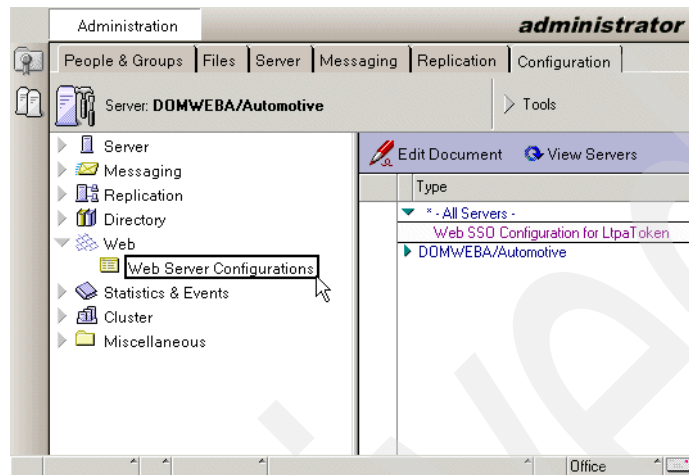 Administration
administrator
People & Groups Files Server Messaging Replication Configuration
Server: DOMWEBA/Automotive
Tools
Server
Messaging
Replication
Directory
Web
Web Server Configurations
Statistics & Events
Cluster
Miscellaneous
Edit Document View Servers
Type
* - All Servers -
Web SSO Configuration for LtpaToken
DOMWEBA/Automotive
Office